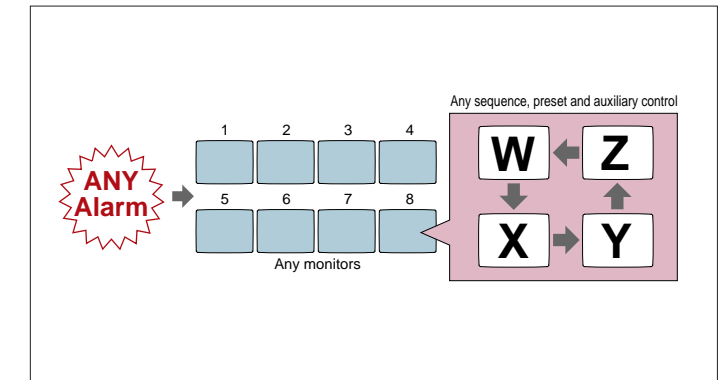 Any sequence, preset and auxiliary control
1 2 3 4
ANY
Alarm
5 6 7 8
Any monitors
W Z
X Y